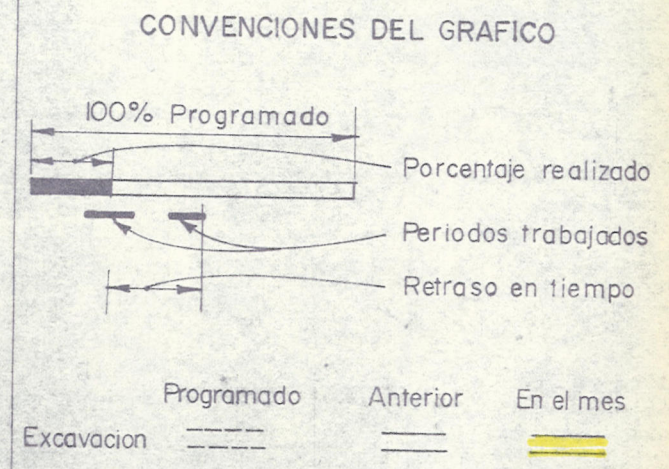 CONVENCIONES DEL GRAFICO
100% Programado
Porcentaje realizado
Periodos trabajados
Retraso en tiempo
Programado Anterior En el mes
Excavacion